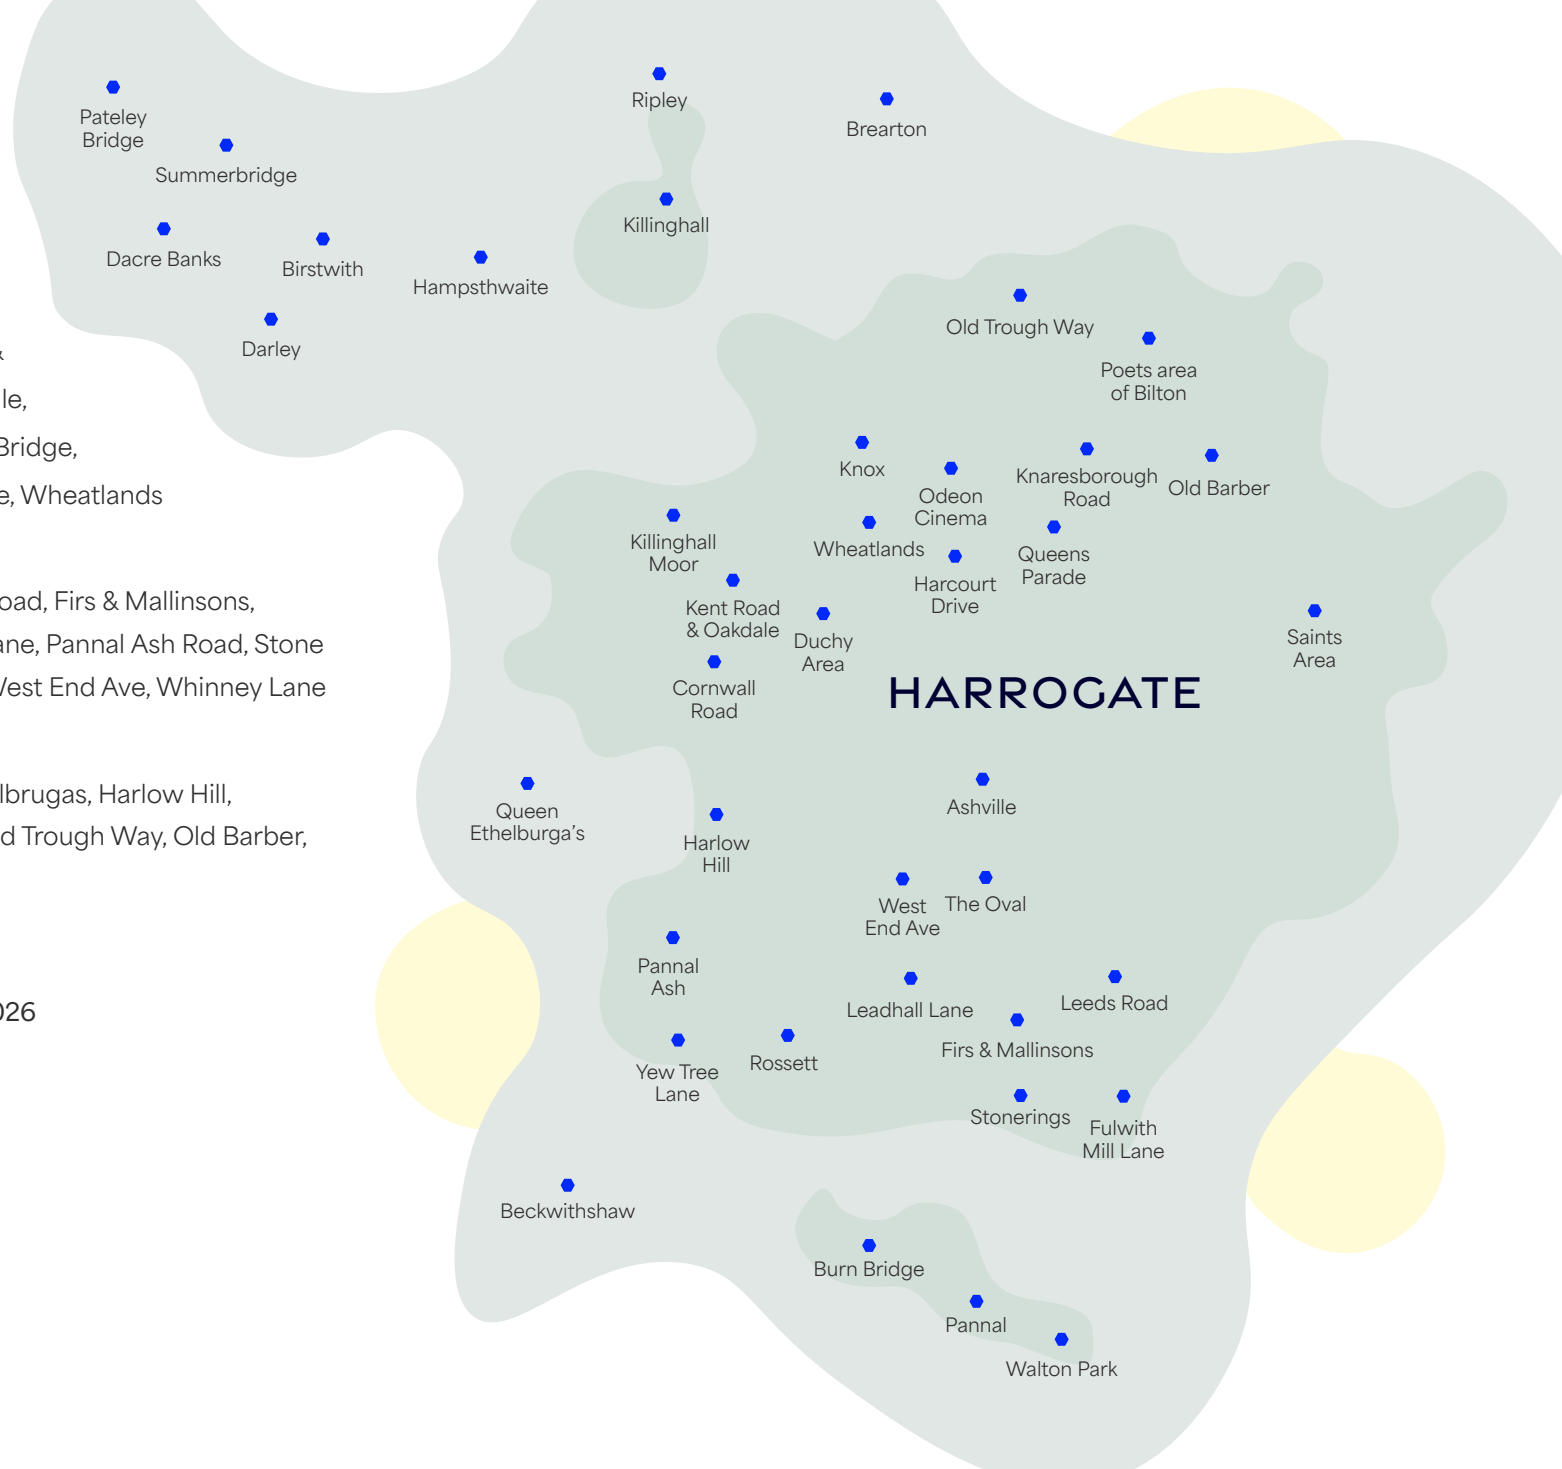 Pateley
Bridge
Summerbridge
Dacre Banks
Birstwith
Darley
Hampsthwaite
Ripley
Killinghall
Brearton
Old Trough Way
Poets area
of Bilton
Knox
Odeon
Cinema
Knaresborough
Road
Old Barber
Killinghall
Moor
Wheatlands
Harcourt
Drive
Queens
Parade
Kent Road
& Oakdale
Duchy
Area
Saints
Area
Cornwall
Road
HARROGATE
Queen
Ethelburga's
Harlow
Hill
Ashville
West
End Ave
The Oval
Pannal
Ash
Leadhall Lane
Leeds Road
Firs & Mallinsons
Yew Tree
Lane
Rossett
Stonerings
Fulwith
Mill Lane
Beckwithshaw
Burn Bridge
Pannal
Walton Park
&
le,
Bridge,
e, Wheatlands
oad, Firs & Mallinsons,
ane, Pannal Ash Road, Stone
West End Ave, Whinney Lane
lbrugas, Harlow Hill,
d Trough Way, Old Barber,
026